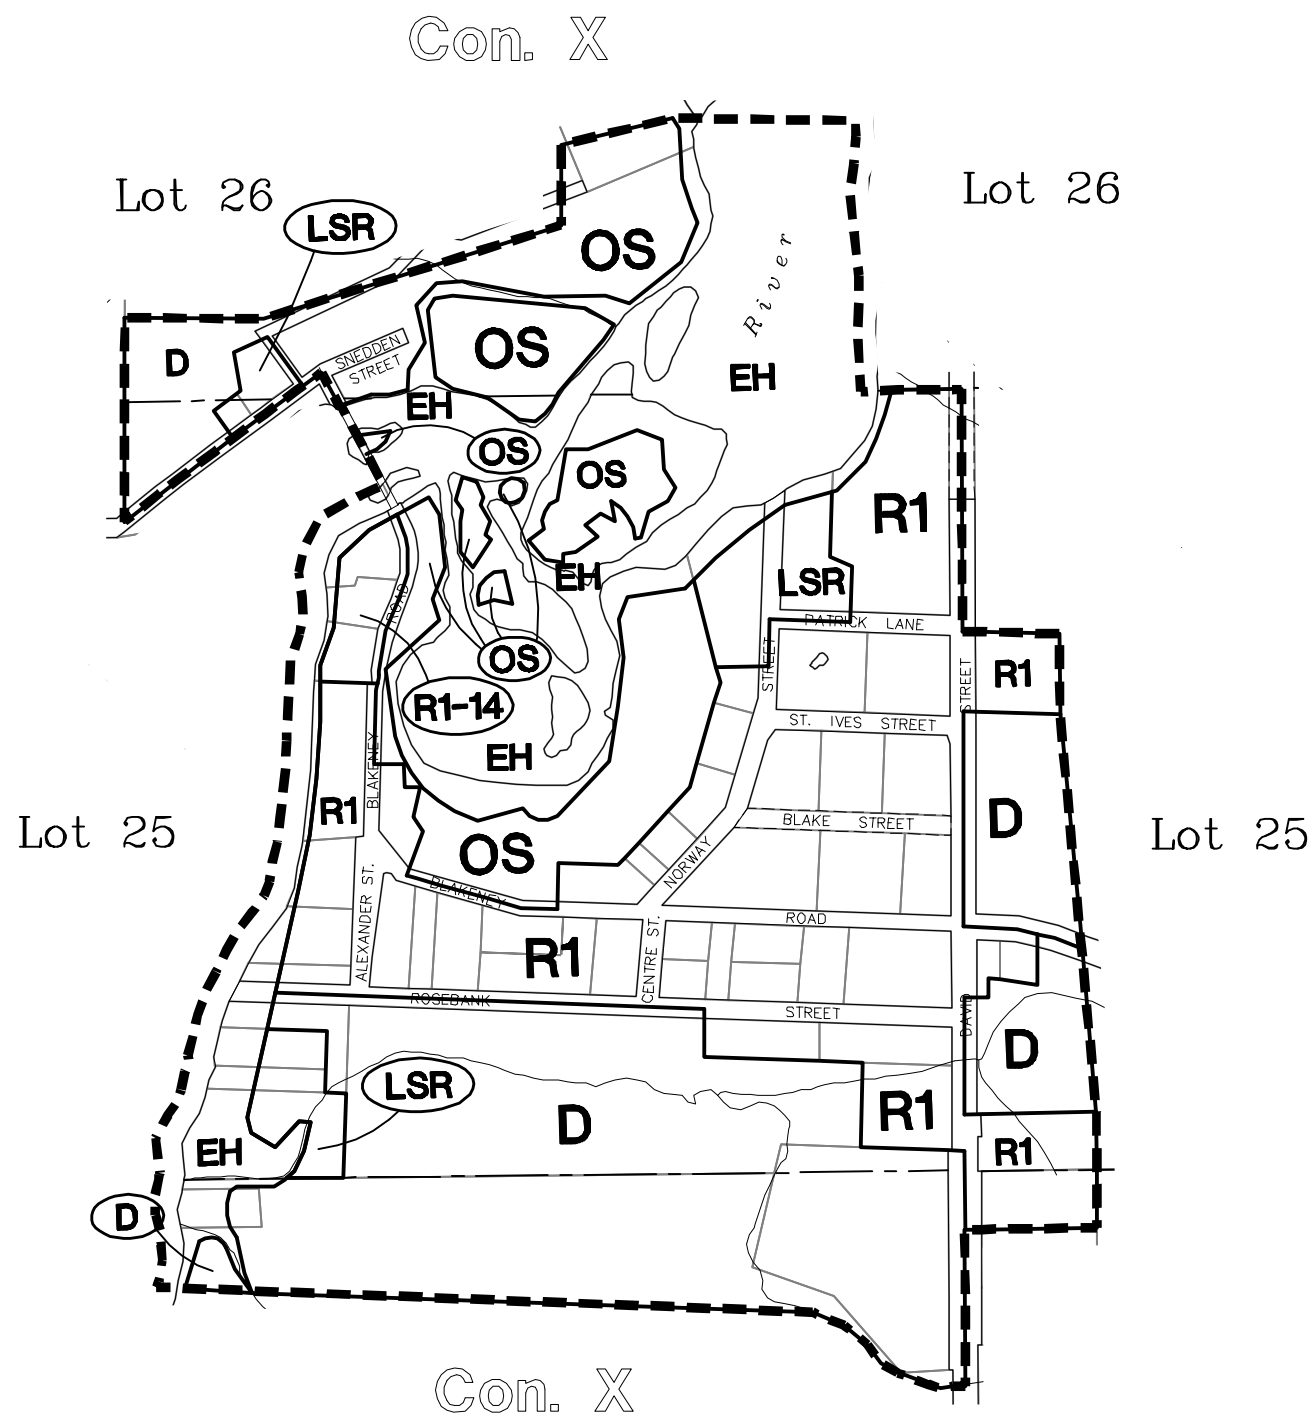 Con. X
Lot 26
Lot 26
LSR
OS
River
D
SNEDDEN
STREET
OS
EH
EH
OS
OS
R1
EH
LSR
ROAD
PATRICK LANE
OS
STREET
STREET
R1
R1-14
ST. IVES STREET
EH
BLAKENEY
R1
Lot 25
D
Lot 25
BLAKE STREET
OS
NORWAY
BLAKENEY
ROAD
ALEXANDER ST.
CENTRE ST.
R1
ROSEBANK
STREET
DAVID
D
LSR
D
R1
EH
R1
D
Con. X